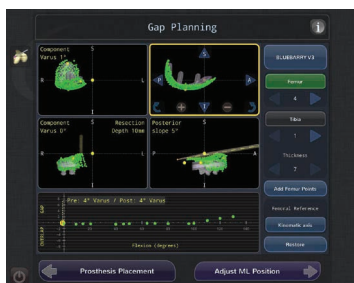 Gap Planning
i
Component
Varus 1°
S
R
L
I
S
P
A
I
BLUEBARRY V3
Femur
4
Tibia
1
Thickness
7
Component
Varus 0°
S
Resection
Depth 10mm
R
L
I
Posterior
slope 5°
S
P
A
I
Add Femur Points
Femoral Reference
Kinematic axis
Restore
Pre: 4° Varus / Post: 4° Varus
GAP
OVERLAP
Flexion (degrees)
Prosthesis Placement
Adjust ML Position